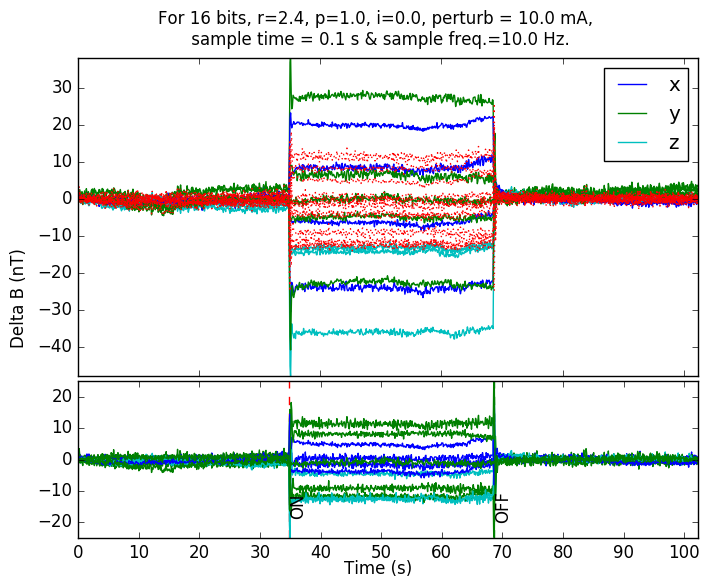 For 16 bits, r=2.4, p=1.0, i=0.0, perturb = 10.0 mA,
sample time = 0.1 s & sample freq.=10.0 Hz.
30
20
10
0
−10
−20
−30
−40
Delta B (nT)
x
y
z
20
10
0
−10
−20
ON
OFF
0 10 20 30 40 50 60 70 80 90 100
Time (s)